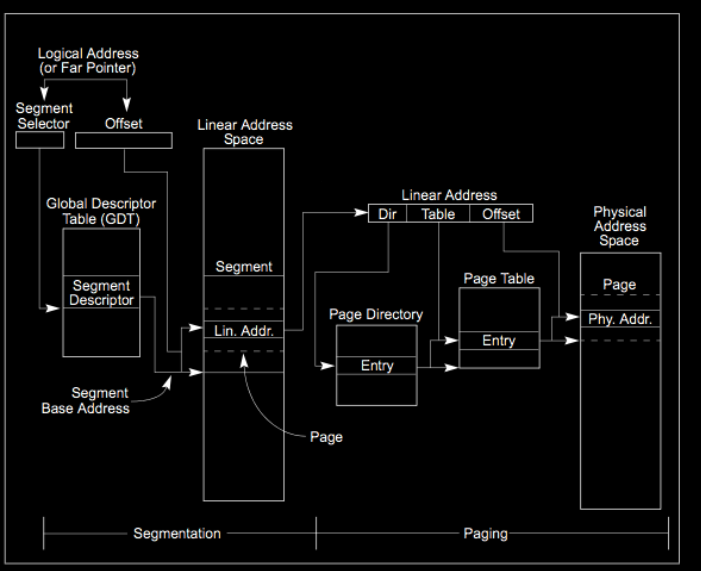 Logical Address
(or Far Pointer)
Segment
Selector
Offset
Linear Address
Space
Global Descriptor
Table (GDT)
Segment
Descriptor
Segment
Lin. Addr.
Segment
Base Address
Page
Linear Address
Dir
Table
Offset
Page Directory
Entry
Page Table
Entry
Physical
Address
Space
Page
Phy. Addr.
Segmentation
Paging